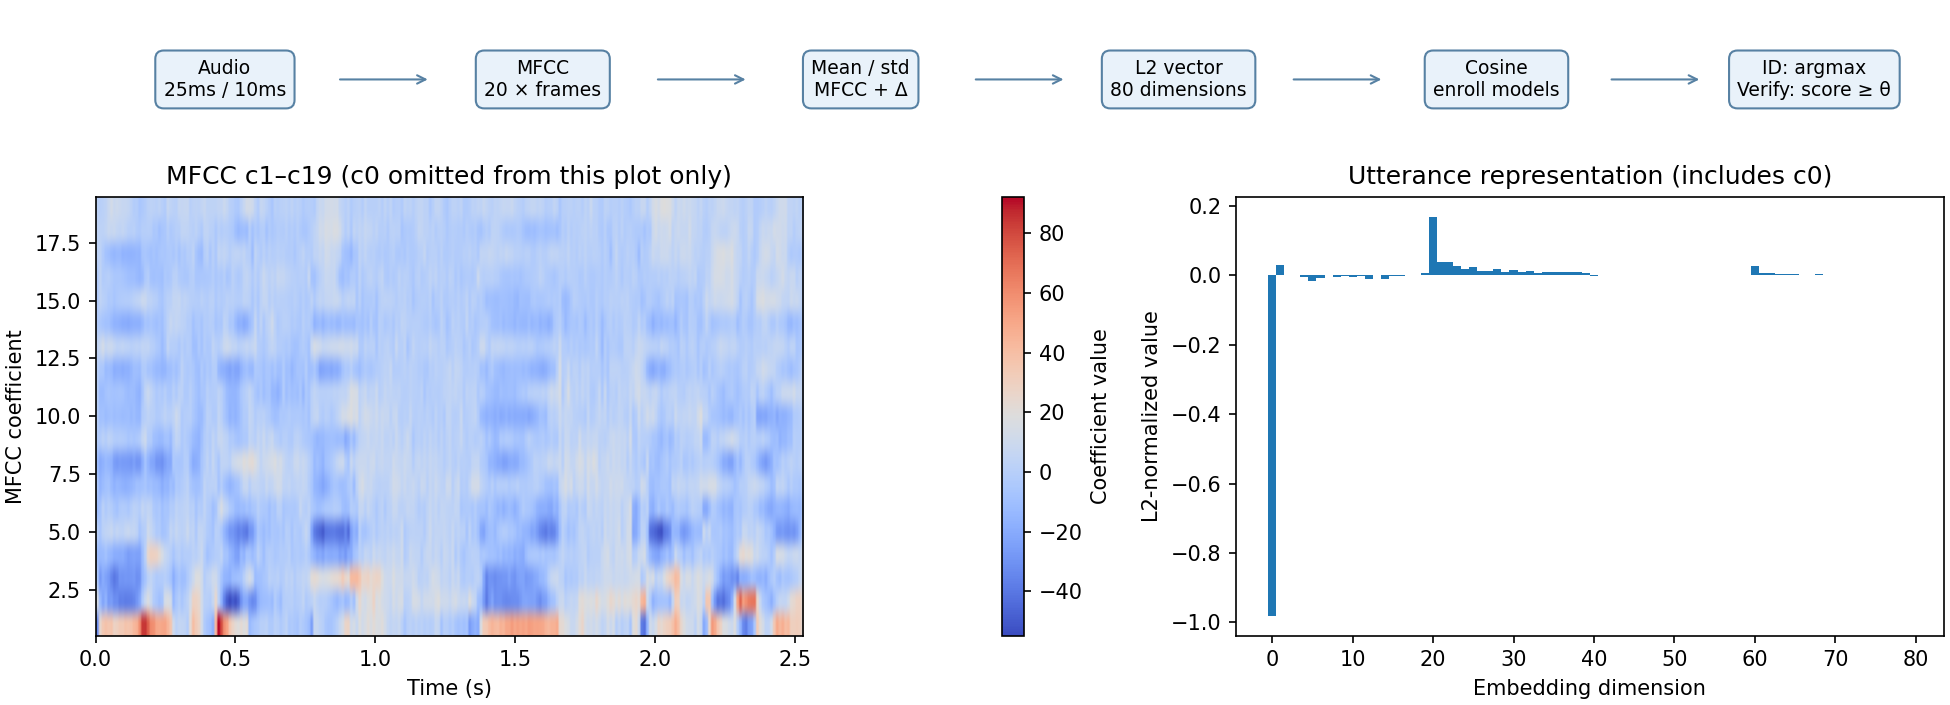 Audio
25ms / 10ms
MFCC
20 × frames
Mean / std
MFCC + Δ
L2 vector
80 dimensions
Cosine
enroll models
ID: argmax
Verify: score ≥ θ
MFCC c1–c19 (c0 omitted from this plot only)
MFCC coefficient
17.5
15.0
12.5
10.0
7.5
5.0
2.5
0.0 0.5 1.0 1.5 2.0 2.5
Time (s)
80
60
40
20
0
−20
−40
Coefficient value
Utterance representation (includes c0)
L2-normalized value
0.2
0.0
−0.2
−0.4
−0.6
−0.8
−1.0
0 10 20 30 40 50 60 70 80
Embedding dimension